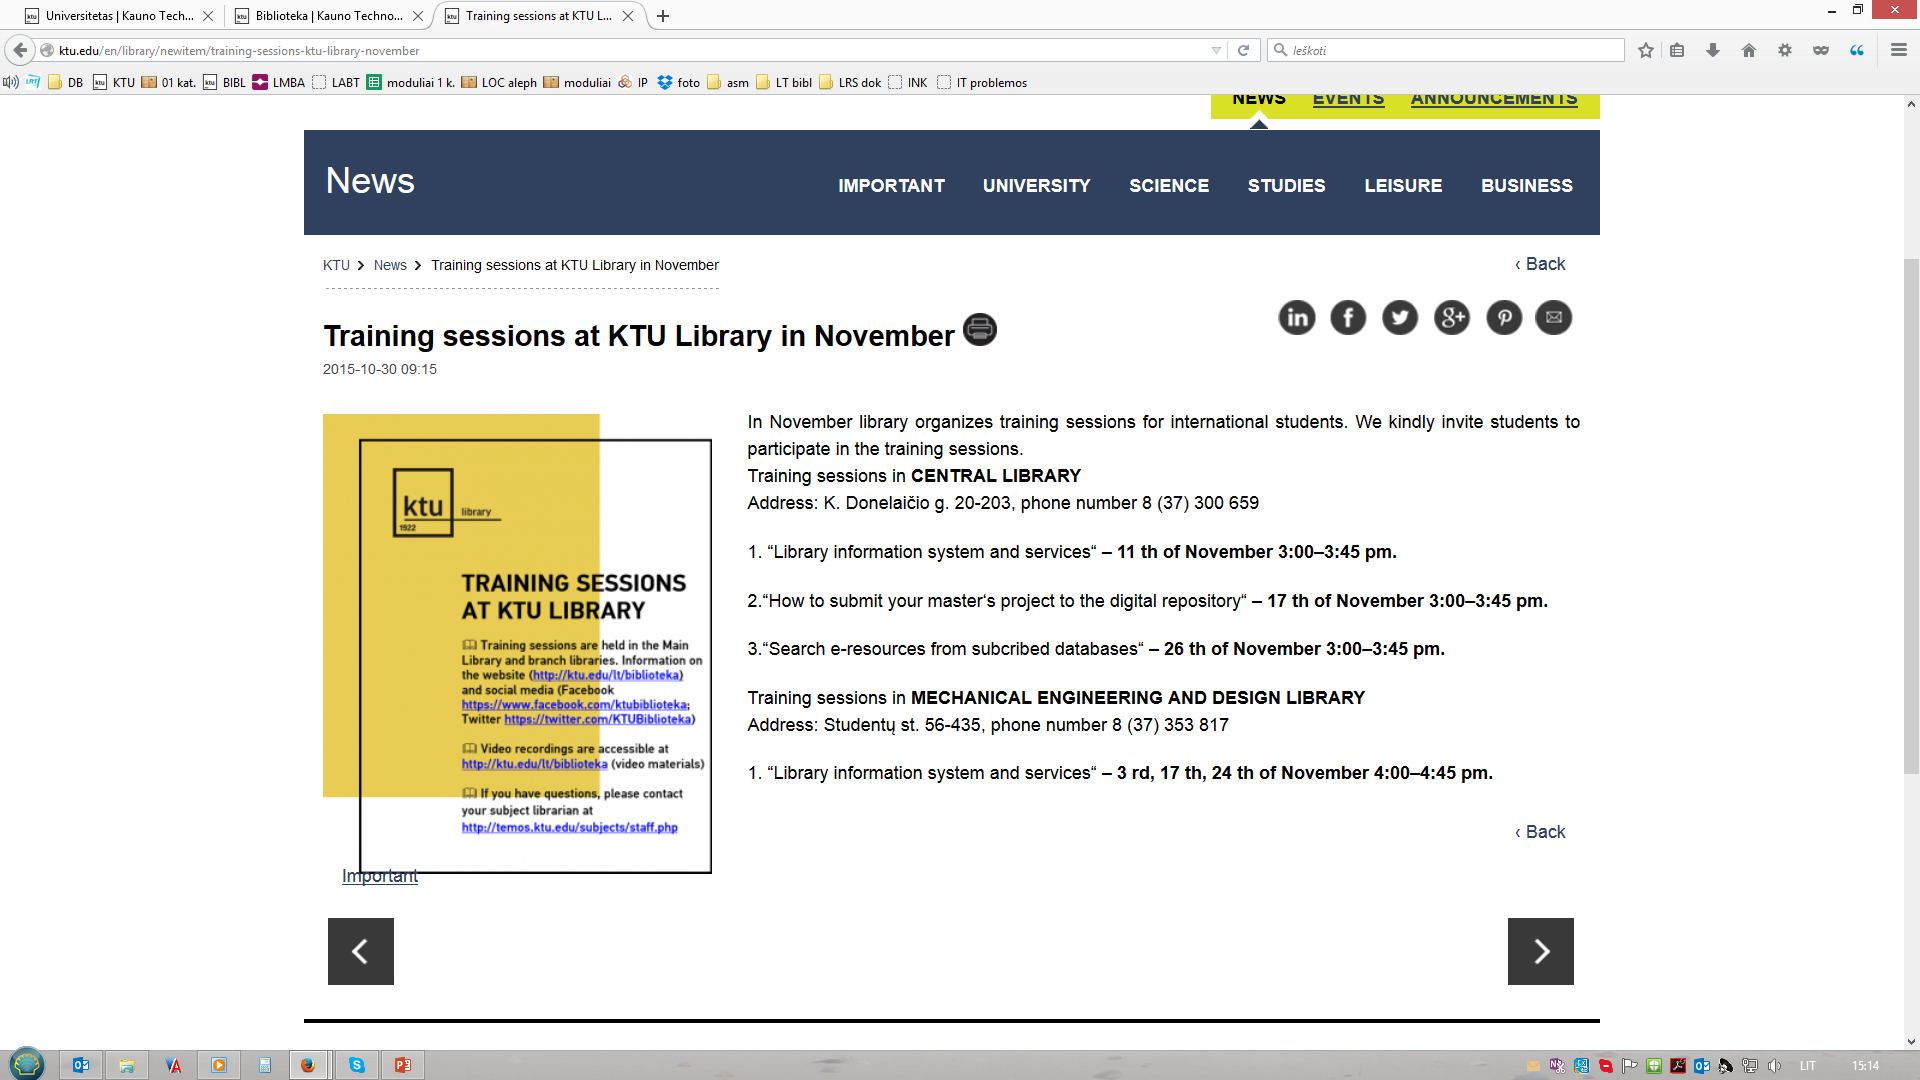 Universitetas | Kauno Tech...
Biblioteka | Kauno Techno...
Training sessions at KTU L...
ktu.edu/en/library/newitem/training-sessions-ktu-library-november
Ieškoti
DB
KTU
01 kat.
BIBL
LMBA
LABT
moduliai 1 k.
LOC aleph
moduliai
IP
foto
asm
LT bibl
LRS dok
INK
IT problemos
NEWS EVENTS ANNOUNCEMENTS
News
IMPORTANT UNIVERSITY SCIENCE STUDIES LEISURE BUSINESS
KTU > News > Training sessions at KTU Library in November
‹ Back
Training sessions at KTU Library in November
2015-10-30 09:15
ktu
library
1922
TRAINING SESSIONS
AT KTU LIBRARY
Training sessions are held in the Main
Library and branch libraries. Information on
the website (http://ktu.edu/lt/biblioteka)
and social media (Facebook
https://www.facebook.com/ktubiblioteka;
Twitter https://twitter.com/KTUBiblioteka)
Video recordings are accessible at
http://ktu.edu/lt/biblioteka (video materials)
If you have questions, please contact
your subject librarian at
http://temos.ktu.edu/subjects/staff.php
In November library organizes training sessions for international students. We kindly invite students to
participate in the training sessions.
Training sessions in CENTRAL LIBRARY
Address: K. Donelaičio g. 20-203, phone number 8 (37) 300 659
1. “Library information system and services“ – 11 th of November 3:00–3:45 pm.
2.“How to submit your master‘s project to the digital repository“ – 17 th of November 3:00–3:45 pm.
3.“Search e-resources from subcribed databases“ – 26 th of November 3:00–3:45 pm.
Training sessions in MECHANICAL ENGINEERING AND DESIGN LIBRARY
Address: Studentų st. 56-435, phone number 8 (37) 353 817
1. “Library information system and services“ – 3 rd, 17 th, 24 th of November 4:00–4:45 pm.
‹ Back
Important
LIT
15:14